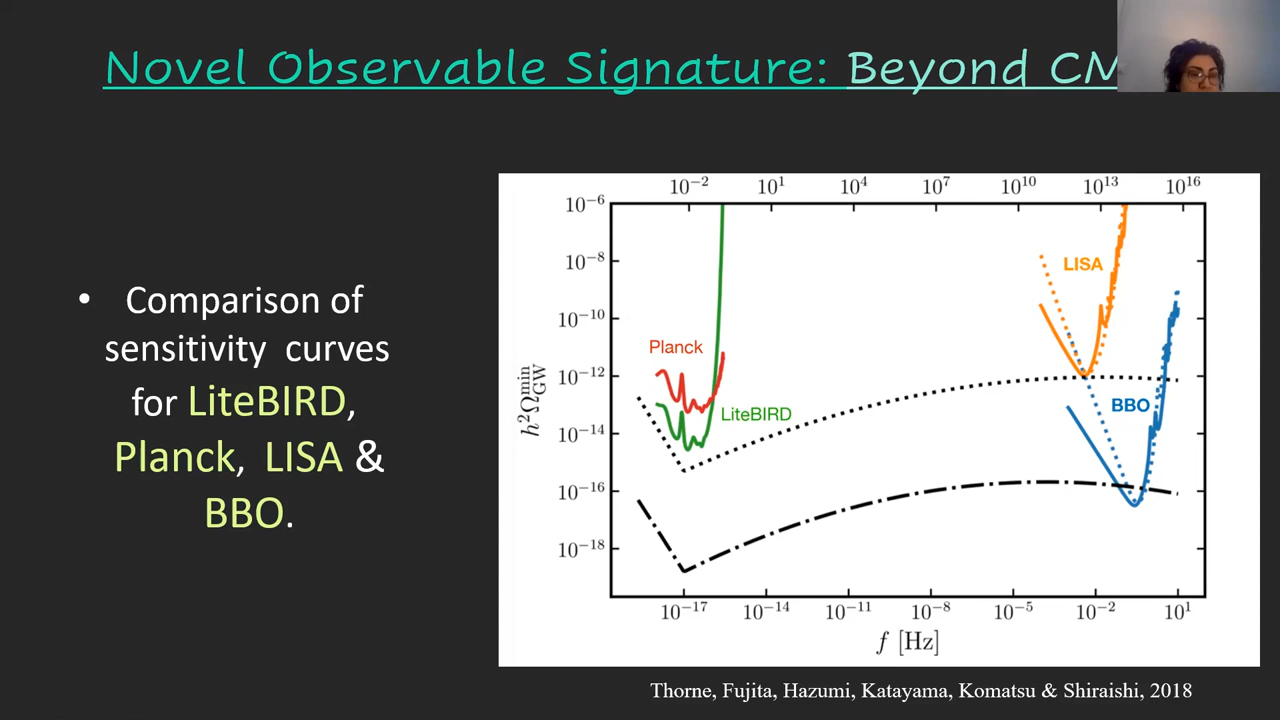 Novel Observable Signature: Beyond CM
• Comparison of
sensitivity curves
for LiteBIRD,
Planck, LISA &
BBO.
10⁻² 10¹ 10⁴ 10⁷ 10¹⁰ 10¹³ 10¹⁶
10⁻⁶
10⁻⁸
10⁻¹⁰
10⁻¹²
10⁻¹⁴
10⁻¹⁶
10⁻¹⁸
h²Ω_GW^min
LISA
Planck
BBO
LiteBIRD
10⁻¹⁷ 10⁻¹⁴ 10⁻¹¹ 10⁻⁸ 10⁻⁵ 10⁻² 10¹
f [Hz]
Thorne, Fujita, Hazumi, Katayama, Komatsu & Shiraishi, 2018